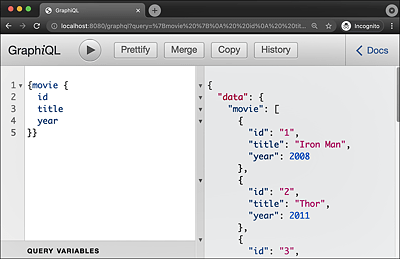 GraphiQL
Incognito
localhost:8080/graphql?query=%7Bmovie%20%7B%0A%20%20id%0A%20%20tit...
GraphiQL
Prettify
Merge
Copy
History
Docs
1
2
3
4
5
{movie {
id
title
year
}}
{
"data": {
"movie": [
{
"id": "1",
"title": "Iron Man",
"year": 2008
},
{
"id": "2",
"title": "Thor",
"year": 2011
},
{
"id": "3",
QUERY VARIABLES